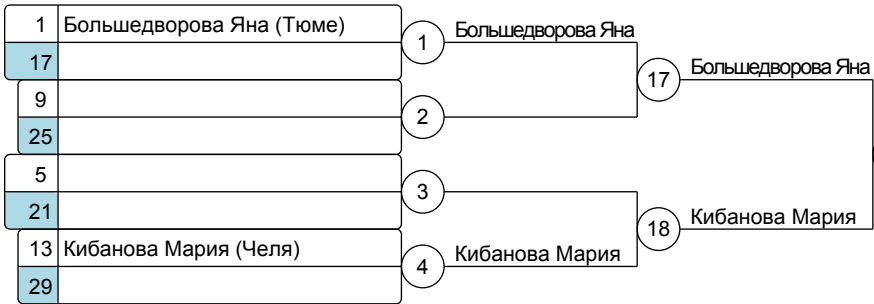 1 Большедворова Яна (Тюме)
17
1 Большедворова Яна
9
25
2
17 Большедворова Яна
5
21
3
13 Кибанова Мария (Челя)
29
4 Кибанова Мария
18 Кибанова Мария